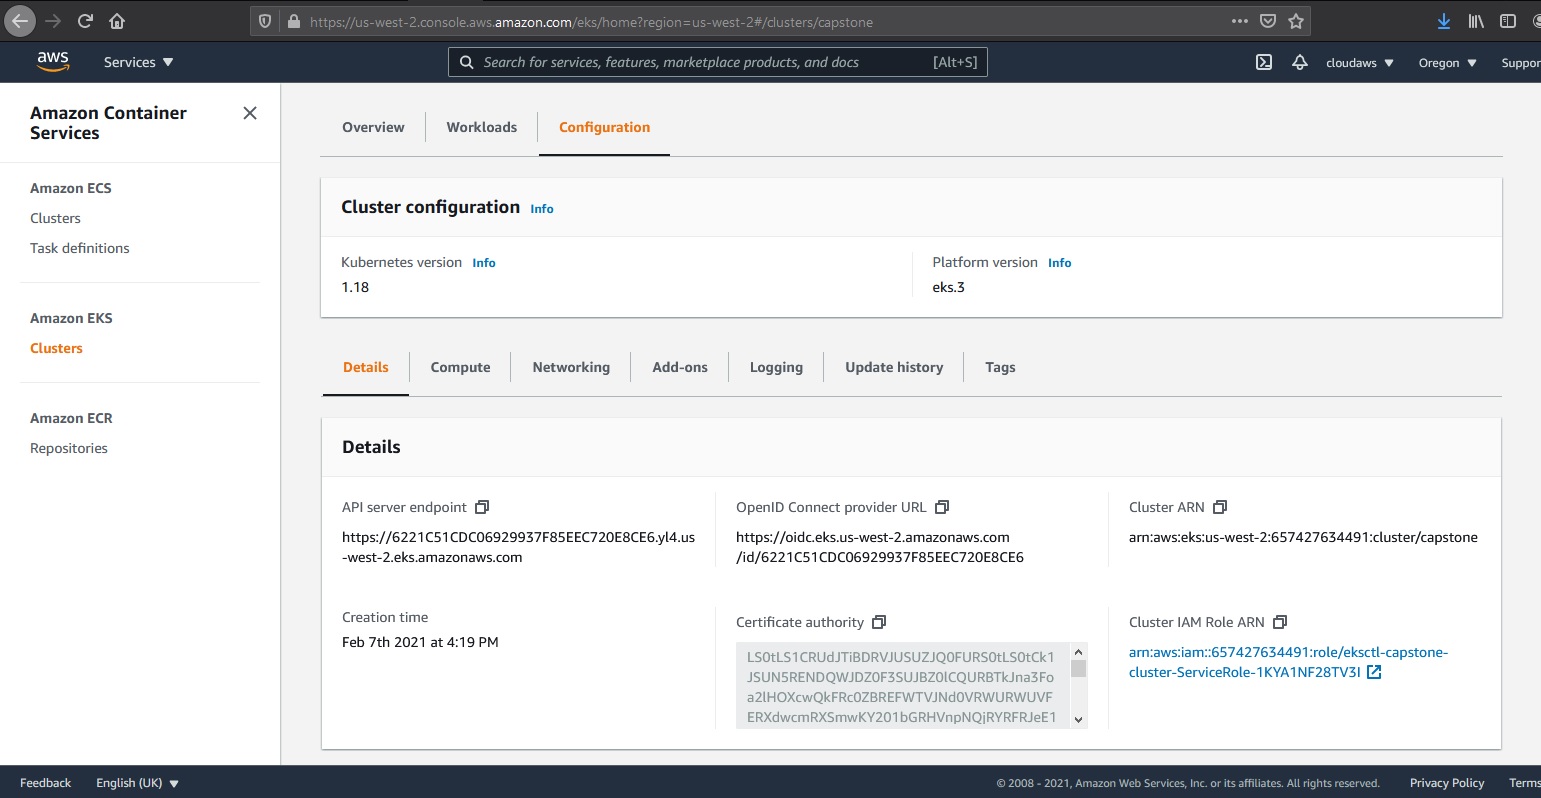 https://us-west-2.console.aws.amazon.com/eks/home?region=us-west-2#/clusters/capstone
aws
Services
Search for services, features, marketplace products, and docs
[Alt+S]
cloudaws
Oregon
Suppor
Amazon Container
Services
Amazon ECS
Clusters
Task definitions
Amazon EKS
Clusters
Amazon ECR
Repositories
Overview
Workloads
Configuration
Cluster configuration Info
Kubernetes version Info
1.18
Platform version Info
eks.3
Details
Compute
Networking
Add-ons
Logging
Update history
Tags
Details
API server endpoint
https://6221C51CDC06929937F85EEC720E8CE6.yl4.us
-west-2.eks.amazonaws.com
OpenID Connect provider URL
https://oidc.eks.us-west-2.amazonaws.com
/id/6221C51CDC06929937F85EEC720E8CE6
Cluster ARN
arn:aws:eks:us-west-2:657427634491:cluster/capstone
Creation time
Feb 7th 2021 at 4:19 PM
Certificate authority
LS0tLS1CRUdJTiBDRVJUSUZJQ0FURS0tLS0tCk1
JSUN5RENDQWJDZ0F3SUJBZ0lCQURBTkJna3Fo
a2lHOXcwQkFRc0ZBREFWTVJNd0VRWURWUVF
ERXdwcmRXSmwKY201bGRHVnpNQjRYRFRJeE1
Cluster IAM Role ARN
arn:aws:iam::657427634491:role/eksctl-capstone-
cluster-ServiceRole-1KYA1NF28TV3I
Feedback
English (UK)
© 2008 - 2021, Amazon Web Services, Inc. or its affiliates. All rights reserved.
Privacy Policy
Terms